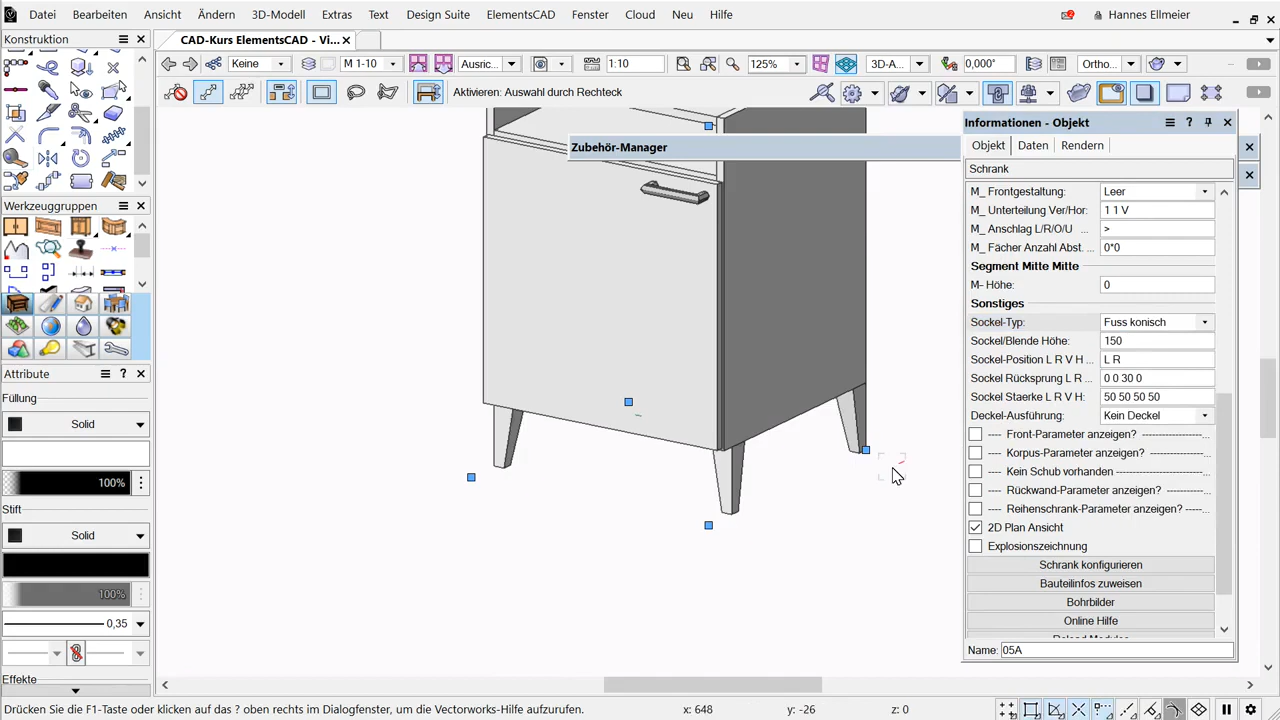 Datei Bearbeiten Ansicht Ändern 3D-Modell Extras Text Design Suite ElementsCAD Fenster Cloud Neu Hilfe Hannes Ellmeier
Konstruktion
CAD-Kurs ElementsCAD - Vi...
Keine M 1-10 Ausric... 1:10 125% 3D-A... 0,000° Ortho...
Aktivieren: Auswahl durch Rechteck
Werkzeuggruppen
Attribute
Füllung
Solid
100%
Stift
Solid
100%
0,35
Effekte
Zubehör-Manager
Informationen - Objekt
Objekt Daten Rendern
Schrank
M_ Frontgestaltung: Leer
M_ Unterteilung Ver/Hor: 1 1 V
M_ Anschlag L/R/O/U ... >
M_ Fächer Anzahl Abst... 0*0
Segment Mitte Mitte
M- Höhe: 0
Sonstiges
Sockel-Typ: Fuss konisch
Sockel/Blende Höhe: 150
Sockel-Position L R V H ... L R
Sockel Rücksprung L R ... 0 0 30 0
Sockel Staerke L R V H: 50 50 50 50
Deckel-Ausführung: Kein Deckel
---- Front-Parameter anzeigen? ----------------...
---- Korpus-Parameter anzeigen? --------------...
---- Kein Schub vorhanden --------------------...
---- Rückwand-Parameter anzeigen? ----------...
---- Reihenschrank-Parameter anzeigen? -----...
2D Plan Ansicht
Explosionszeichnung
Schrank konfigurieren
Bauteilinfos zuweisen
Bohrbilder
Online Hilfe
Name: 05A
Drücken Sie die F1-Taste oder klicken auf das ? oben rechts im Dialogfenster, um die Vectorworks-Hilfe aufzurufen. x: 648 y: -26 z: 0